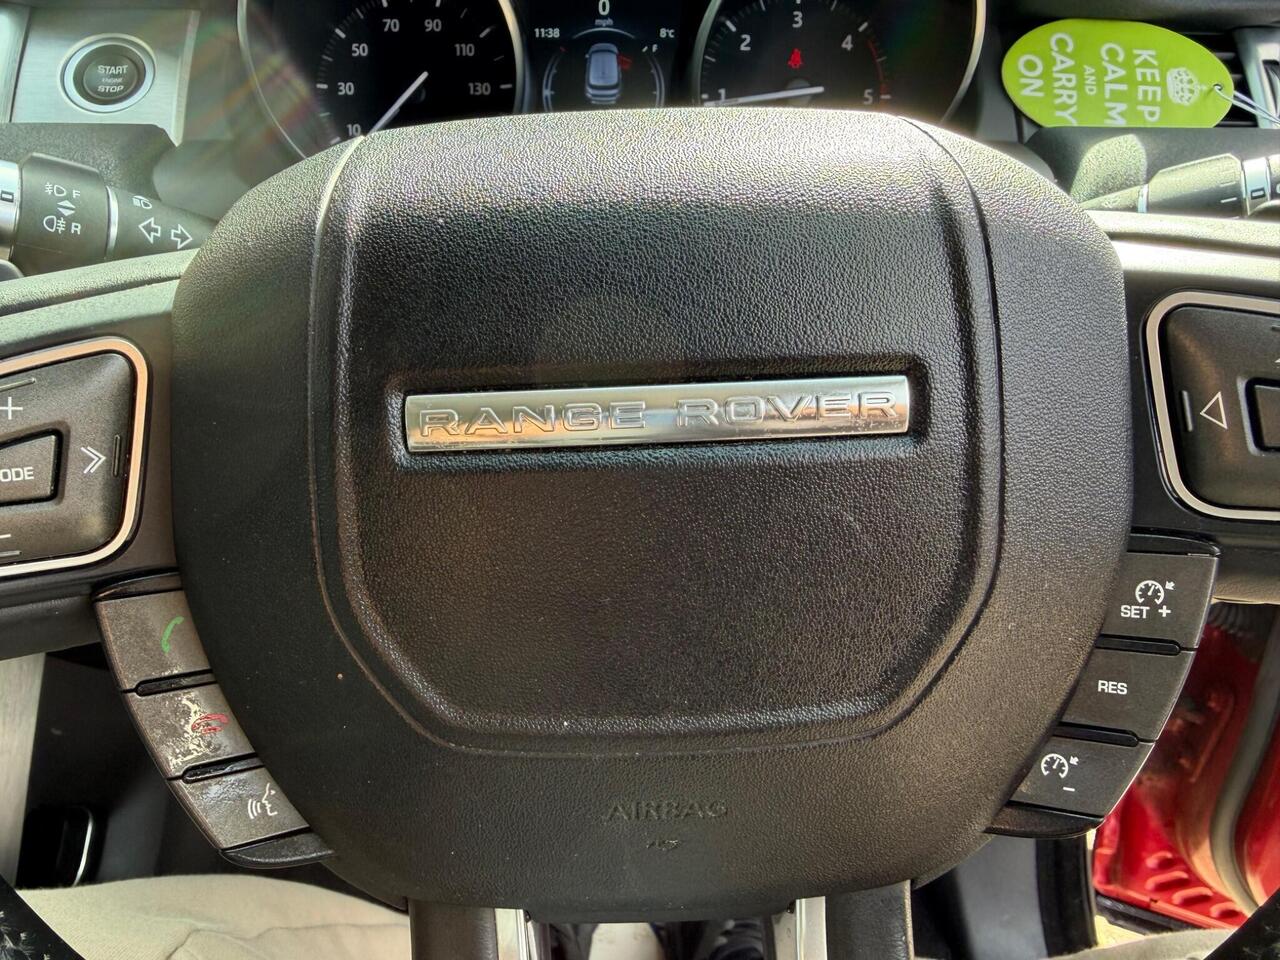 START
ENGINE
STOP
10
30
50
70
90
110
130
0
mph
11:38
8°C
F
1
2
3
4
5
KEEP
AND
CALM
CARRY
ON
F
R
RANGE ROVER
+
ODE
-
SET +
RES
-
AIRBAG